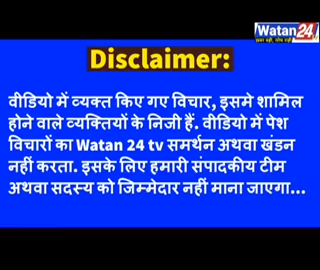 Watan24
Disclaimer:
वीडियो में व्यक्त किए गए विचार, इसमे शामिल
होने वाले व्यक्तियों के निजी हैं. वीडियो में पेश
विचारों का Watan 24 tv समर्थन अथवा खंडन
नहीं करता. इसके लिए हमारी संपादकीय टीम
अथवा सदस्य को जिम्मेदार नहीं माना जाएगा...